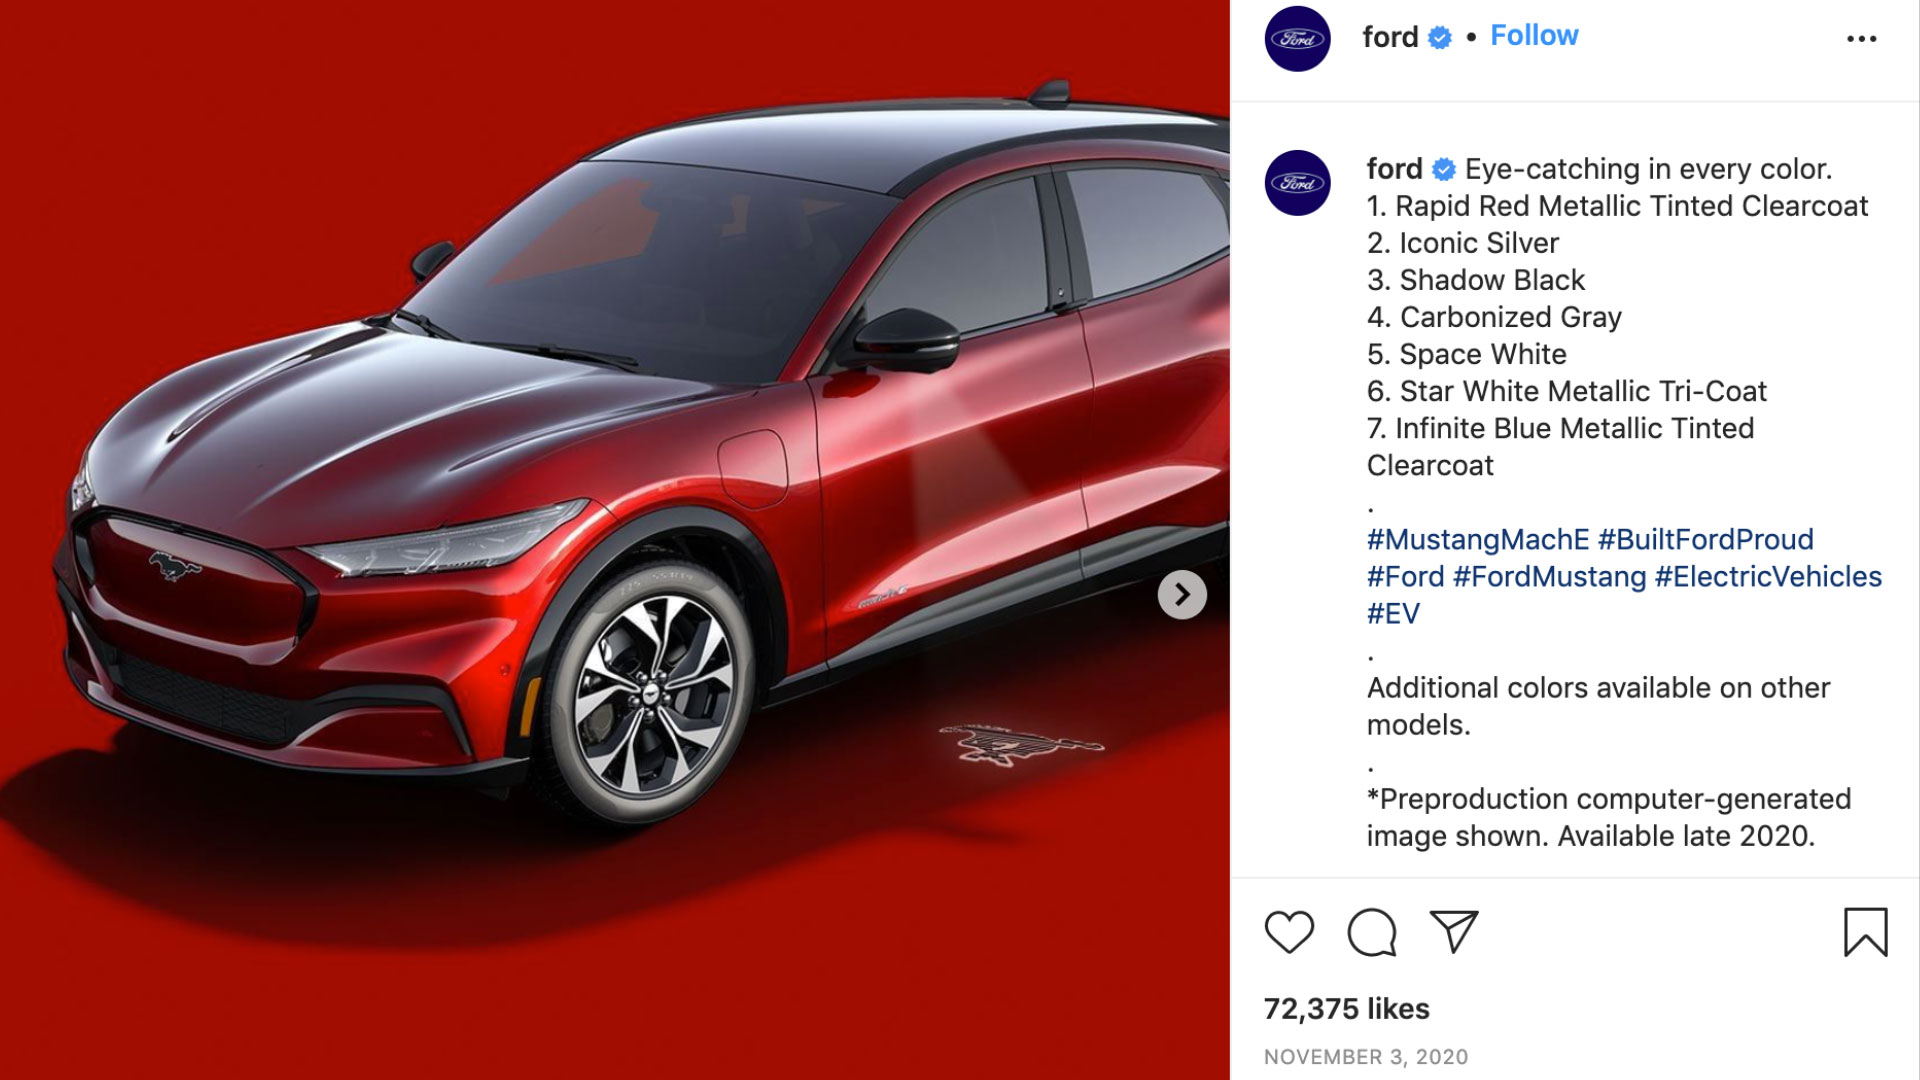 Ford
ford • Follow
Ford
ford Eye-catching in every color.
1. Rapid Red Metallic Tinted Clearcoat
2. Iconic Silver
3. Shadow Black
4. Carbonized Gray
5. Space White
6. Star White Metallic Tri-Coat
7. Infinite Blue Metallic Tinted
Clearcoat
.
#MustangMachE #BuiltFordProud
#Ford #FordMustang #ElectricVehicles
#EV
.
Additional colors available on other
models.
.
*Preproduction computer-generated
image shown. Available late 2020.
72,375 likes
NOVEMBER 3, 2020